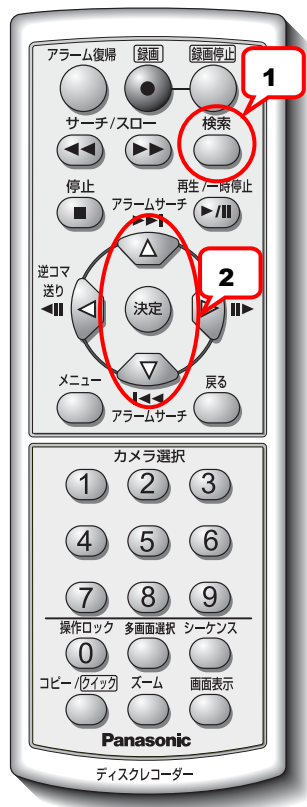 アラーム復帰 録画 録画停止
1
サーチ/スロー 検索
停止 再生/一時停止
アラームサーチ
2
逆コマ
送り
決定
メニュー 戻る
アラームサーチ
カメラ選択
1 2 3
4 5 6
7 8 9
操作ロック 多画面選択 シーケンス
0
コピー/クイック ズーム 画面表示
Panasonic
ディスクレコーダー